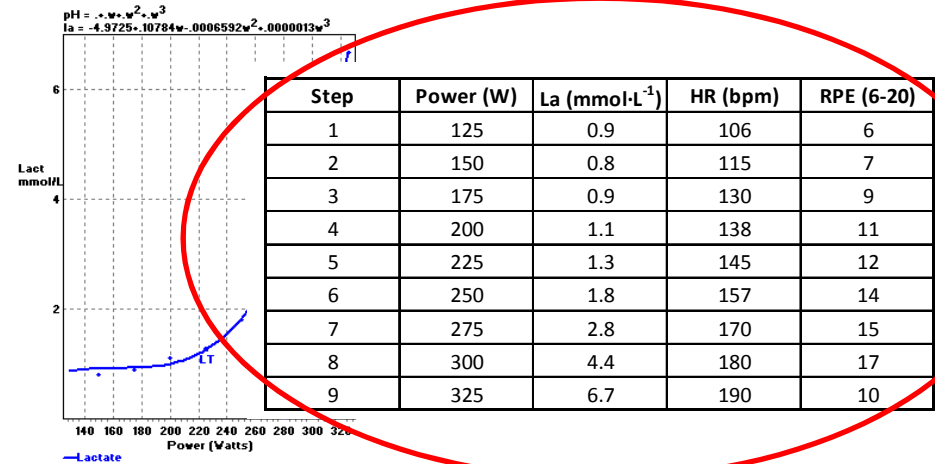 pH = .+.w+.w²+.w³
la = -4.9725+.10784w-.0006592w²+.0000013w³
Step Power (W) La (mmol·L⁻¹) HR (bpm) RPE (6-20)
1 125 0.9 106 6
2 150 0.8 115 7
3 175 0.9 130 9
4 200 1.1 138 11
5 225 1.3 145 12
6 250 1.8 157 14
7 275 2.8 170 15
8 300 4.4 180 17
9 325 6.7 190 10
6
Lact
mmol/L
4
2
LT
140 160 180 200 220 240 260 280 300 320
Power (Watts)
Lactate